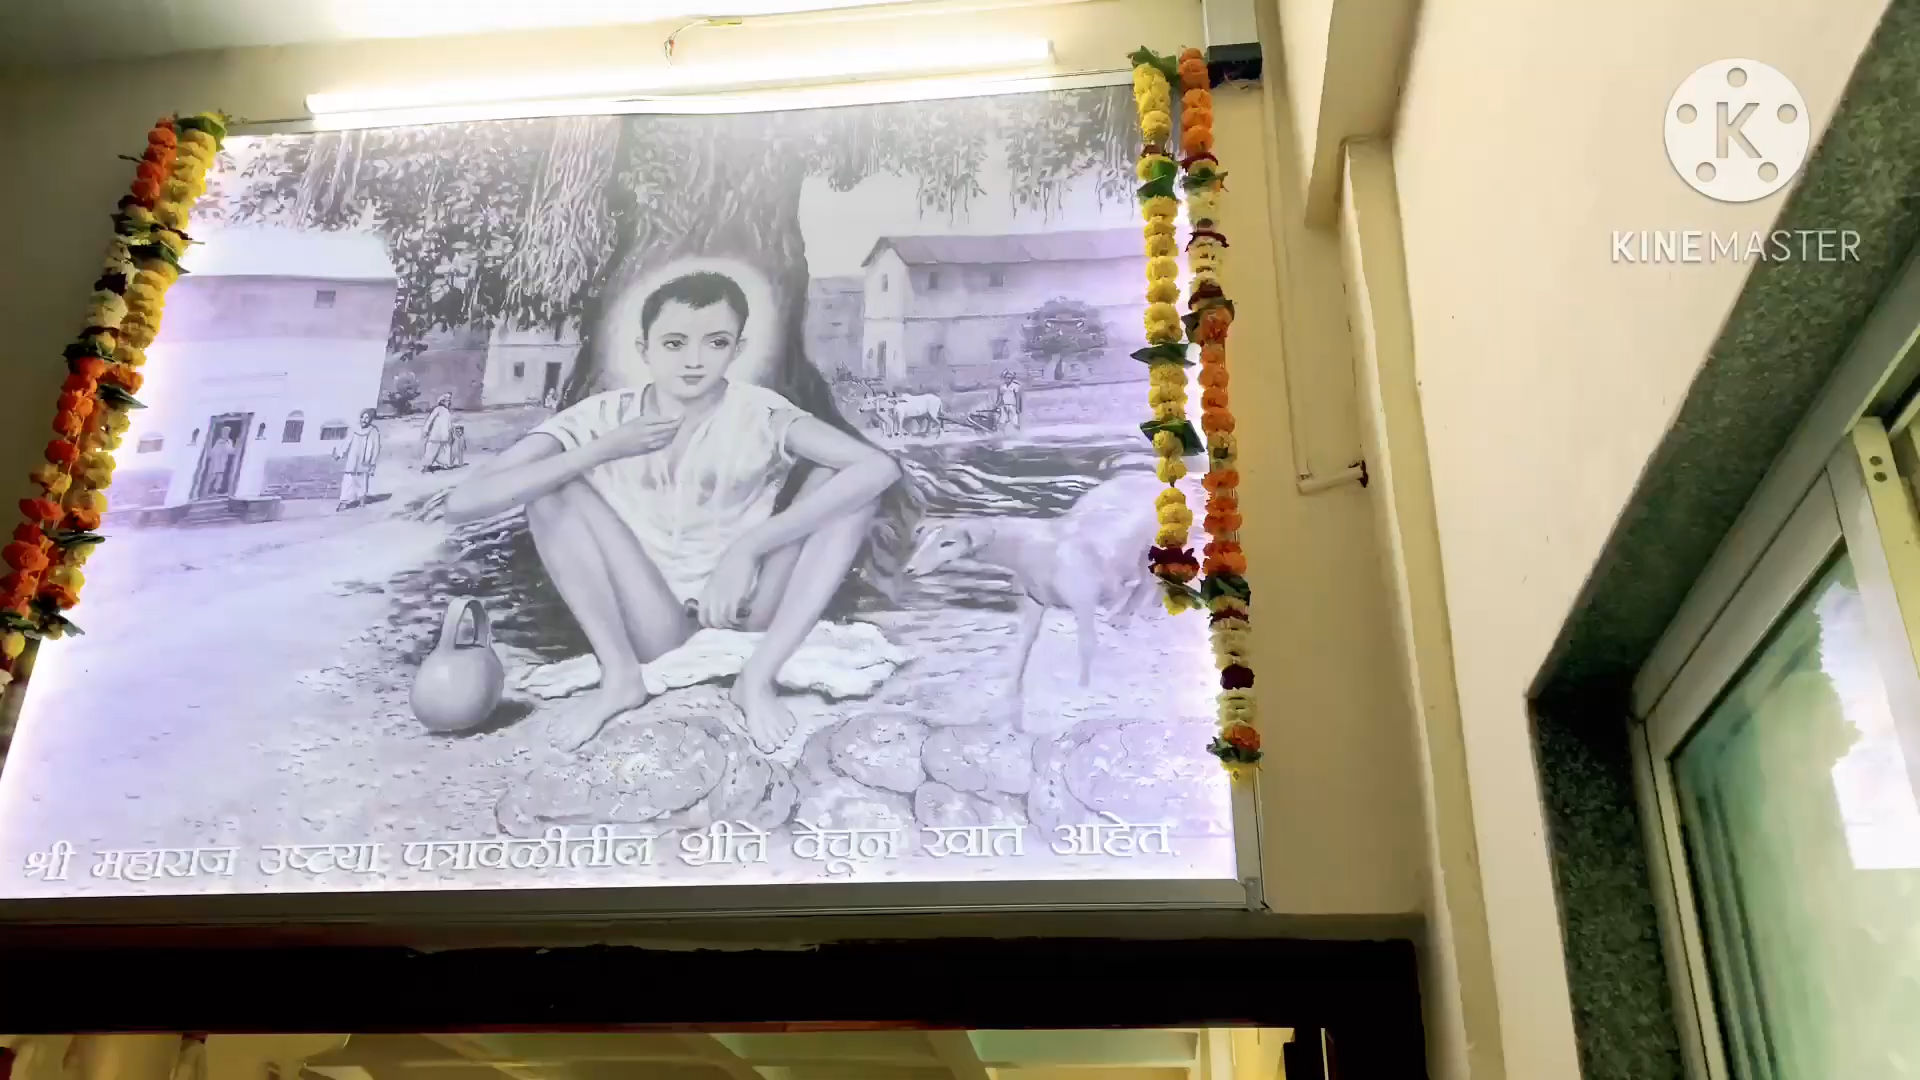 K
KINEMASTER
श्री महाराज उष्ट्या पत्रावळीतील शीते वेचून खात आहेत.